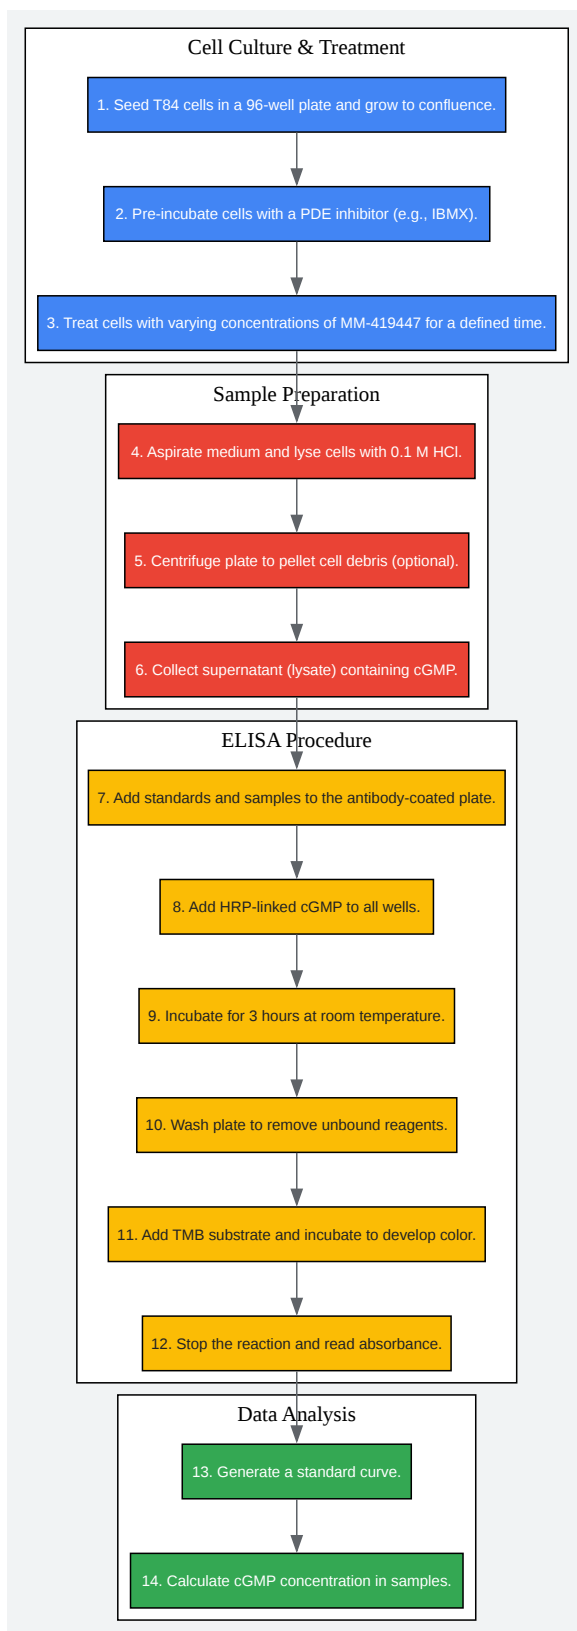 Cell Culture & Treatment
1. Seed T84 cells in a 96-well plate and grow to confluence.
2. Pre-incubate cells with a PDE inhibitor (e.g., IBMX).
3. Treat cells with varying concentrations of MM-419447 for a defined time.
Sample Preparation
4. Aspirate medium and lyse cells with 0.1 M HCl.
5. Centrifuge plate to pellet cell debris (optional).
6. Collect supernatant (lysate) containing cGMP.
ELISA Procedure
7. Add standards and samples to the antibody-coated plate.
8. Add HRP-linked cGMP to all wells.
9. Incubate for 3 hours at room temperature.
10. Wash plate to remove unbound reagents.
11. Add TMB substrate and incubate to develop color.
12. Stop the reaction and read absorbance.
Data Analysis
13. Generate a standard curve.
14. Calculate cGMP concentration in samples.